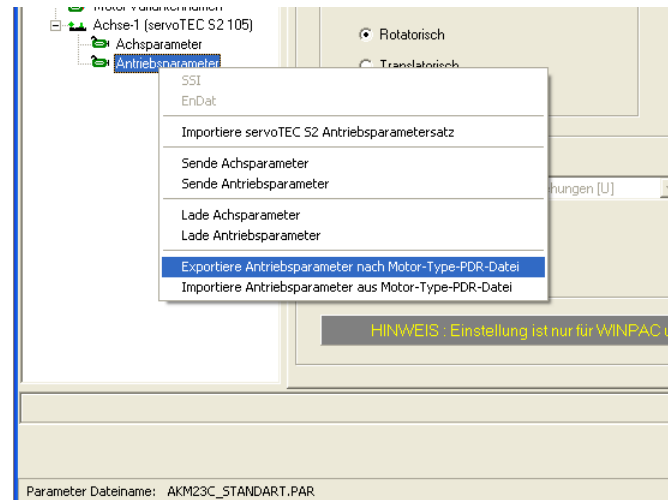 Motor Variantennamen
Achse-1 (servoTEC S2 105)
Achsparameter
Antriebsparameter
Rotatorisch
Translatorisch
SSI
EnDat
Importiere servoTEC S2 Antriebsparametersatz
Sende Achsparameter
Sende Antriebsparameter
Lade Achsparameter
Lade Antriebsparameter
Exportiere Antriebsparameter nach Motor-Type-PDR-Datei
Importiere Antriebsparameter aus Motor-Type-PDR-Datei
hungen [U]
HINWEIS : Einstellung ist nur für WINPAC u
Parameter Dateiname: AKM23C_STANDART.PAR